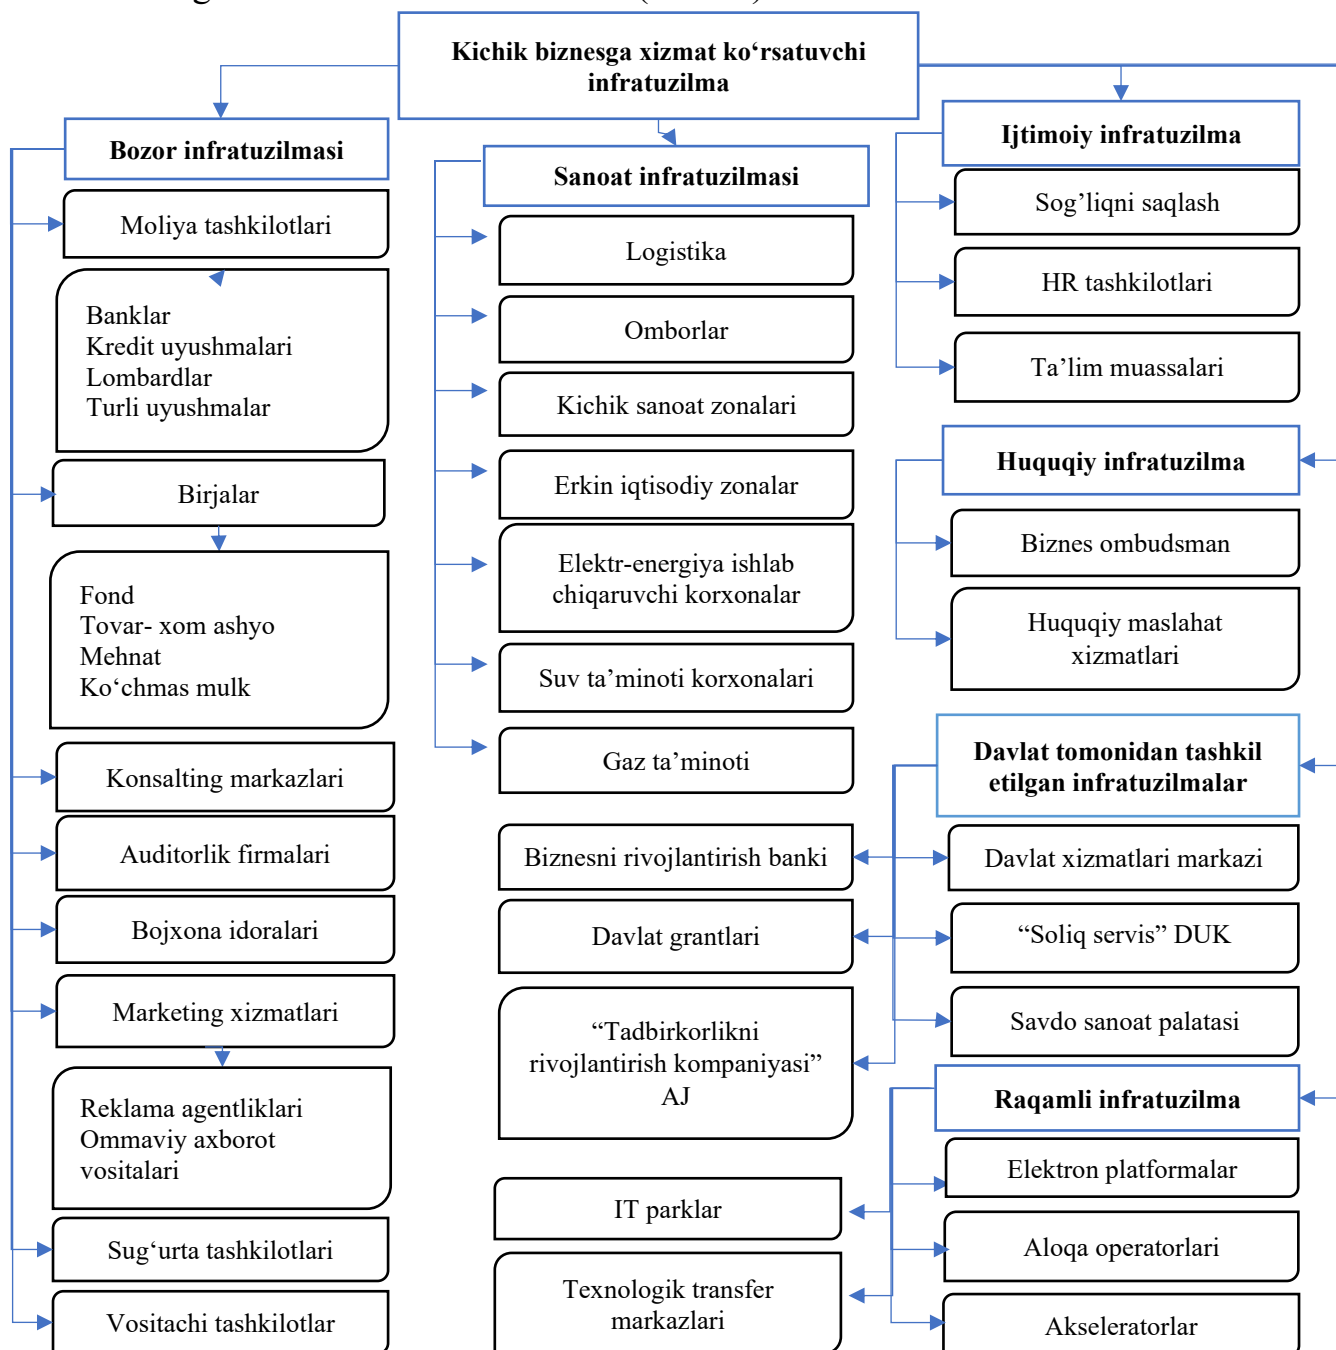 Kichik biznesga xizmat ko‘rsatuvchi
infratuzilma
Bozor infratuzilmasi
Moliya tashkilotlari
Banklar
Kredit uyushmalari
Lombardlar
Turli uyushmalar
Birjalar
Fond
Tovar- xom ashyo
Mehnat
Ko‘chmas mulk
Konsalting markazlari
Auditorlik firmalari
Bojxona idoralari
Marketing xizmatlari
Reklama agentliklari
Ommaviy axborot
vositalari
Sug‘urta tashkilotlari
Vositachi tashkilotlar
Sanoat infratuzilmasi
Logistika
Omborlar
Kichik sanoat zonalari
Erkin iqtisodiy zonalar
Elektr-energiya ishlab
chiqaruvchi korxonalar
Suv ta’minoti korxonalari
Gaz ta’minoti
Ijtimoiy infratuzilma
Sog’liqni saqlash
HR tashkilotlari
Ta’lim muassalari
Huquqiy infratuzilma
Biznes ombudsman
Huquqiy maslahat
xizmatlari
Davlat tomonidan tashkil
etilgan infratuzilmalar
Biznesni rivojlantirish banki
Davlat grantlari
“Tadbirkorlikni
rivojlantirish kompaniyasi”
AJ
Davlat xizmatlari markazi
“Soliq servis” DUK
Savdo sanoat palatasi
Raqamli infratuzilma
IT parklar
Texnologik transfer
markazlari
Elektron platformalar
Aloqa operatorlari
Akseleratorlar